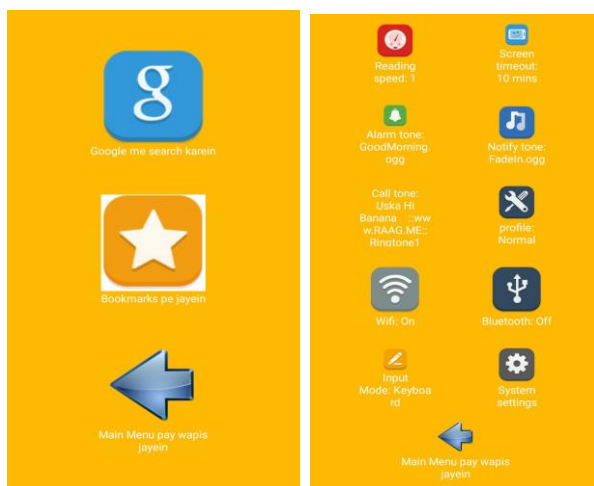 Google me search karein
Bookmarks pe jayein
Main Menu pay wapis
jayein
Reading
speed: 1
Screen
timeout:
10 mins
Alarm tone:
GoodMorning.
ogg
Notify tone:
FadeIn.ogg
Call tone:
Uska Hi
Banana ::ww
w.RAAG.ME::
Ringtone1
profile:
Normal
Wifi: On
Bluetooth: Off
Input
Mode: Keyboa
rd
System
settings
Main Menu pay wapis
jayein